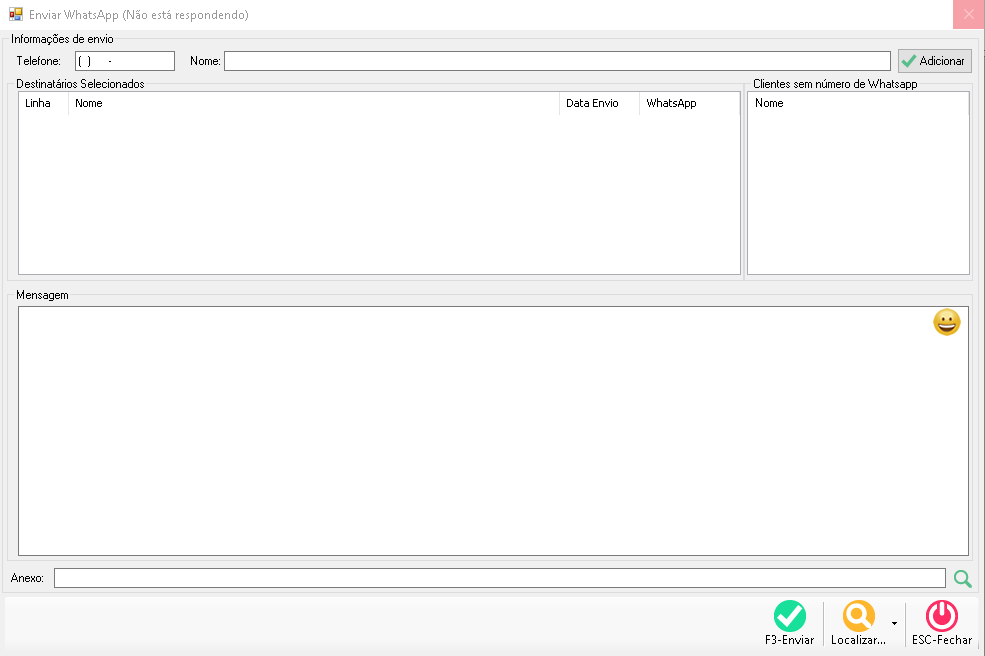 Enviar WhatsApp (Não está respondendo)
Informações de envio
Telefone: ( ) - Nome: Adicionar
Destinatários Selecionados Clientes sem número de Whatsapp
Linha Nome Data Envio WhatsApp Nome
Mensagem
Anexo:
F3-Enviar Localizar... ESC-Fechar